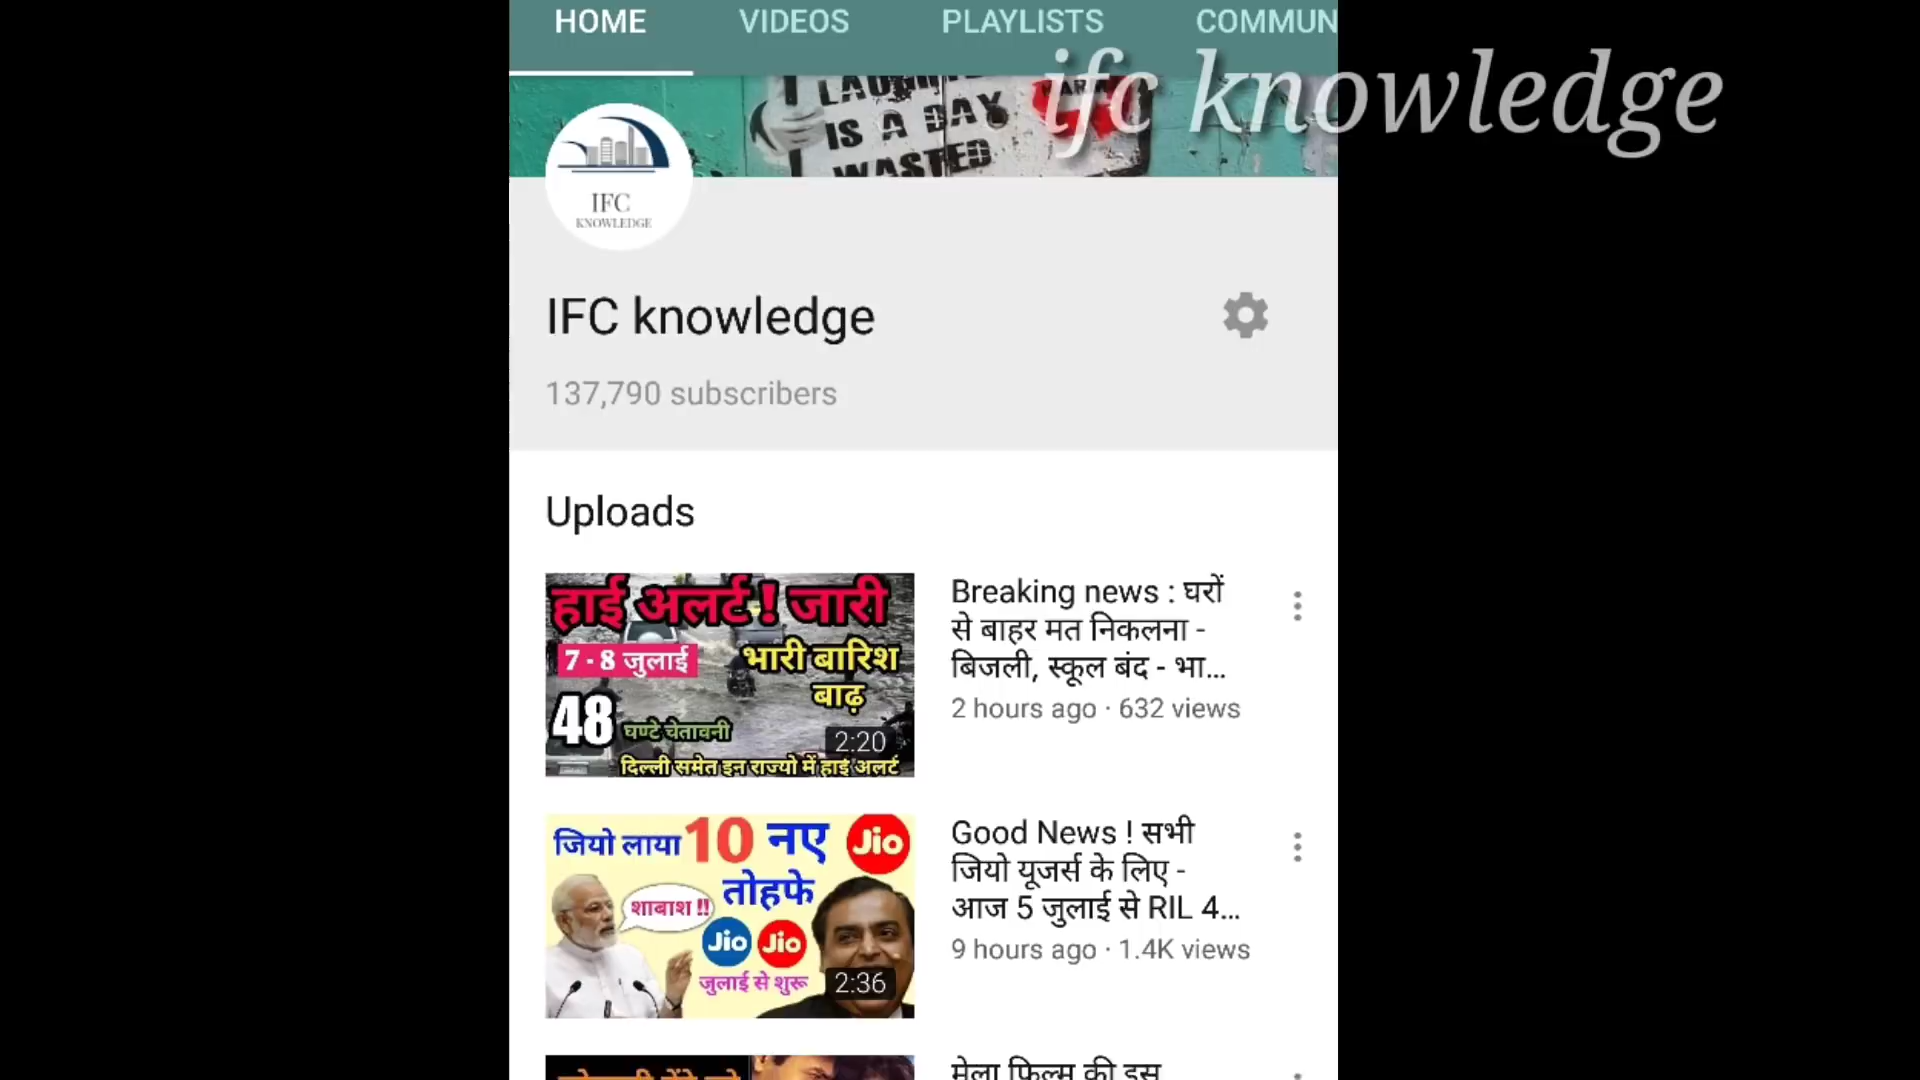 HOME VIDEOS PLAYLISTS COMMUN
ifc knowledge
IS A DAY
WASTED
IFC
KNOWLEDGE
IFC knowledge
137,790 subscribers
Uploads
हाई अलर्ट ! जारी
7 - 8 जुलाई
भारी बारिश
बाढ़
48 घण्टे चेतावनी
2:20
दिल्ली समेत इन राज्यो में हाई अलर्ट
Breaking news : घरों
से बाहर मत निकलना -
बिजली, स्कूल बंद - भा...
2 hours ago · 632 views
जियो लाया 10 नए Jio
तोहफे
शाबाश !!
Jio Jio
जुलाई से शुरू
2:36
Good News ! सभी
जियो यूजर्स के लिए -
आज 5 जुलाई से RIL 4...
9 hours ago · 1.4K views
मेला फिल्म की इस